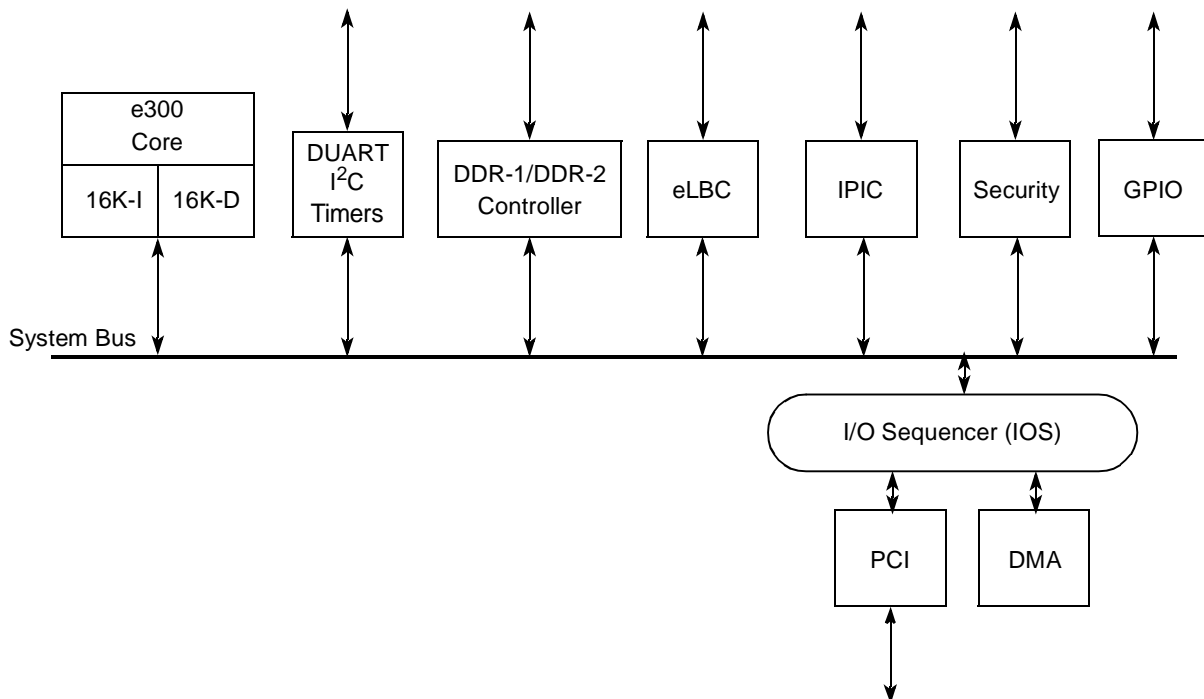 e300
Core
16K-I
16K-D
DUART
I²C
Timers
DDR-1/DDR-2
Controller
eLBC
IPIC
Security
GPIO
System Bus
I/O Sequencer (IOS)
PCI
DMA